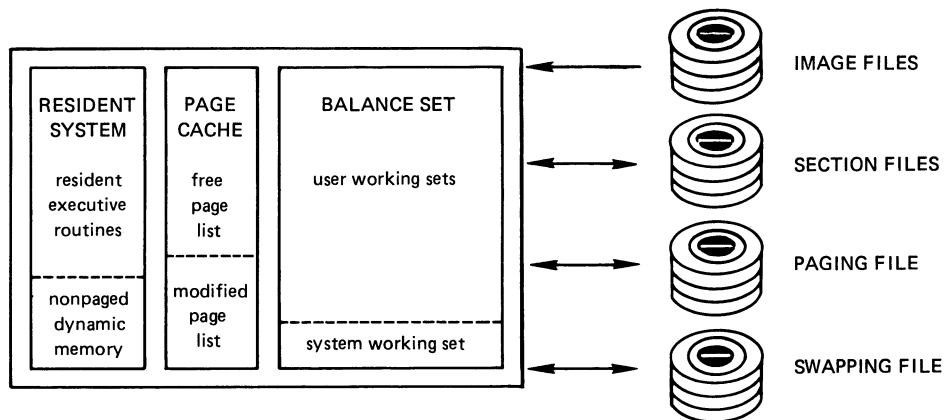 RESIDENT
SYSTEM
resident
executive
routines
nonpaged
dynamic
memory
PAGE
CACHE
free
page
list
modified
page
list
BALANCE SET
user working sets
system working set
IMAGE FILES
SECTION FILES
PAGING FILE
SWAPPING FILE